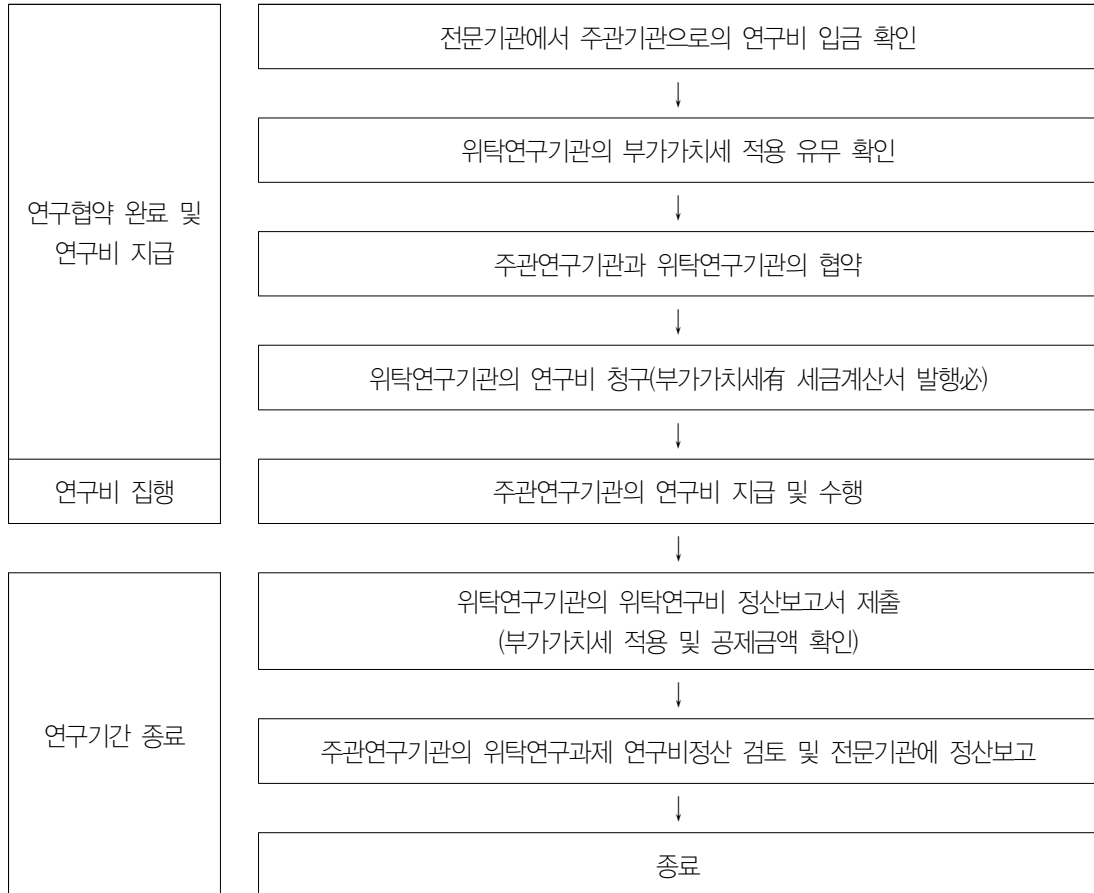 전문기관에서 주관기관으로의 연구비 입금 확인
↓
위탁연구기관의 부가가치세 적용 유무 확인
↓
연구협약 완료 및
연구비 지급
주관연구기관과 위탁연구기관의 협약
↓
위탁연구기관의 연구비 청구(부가가치세有 세금계산서 발행必)
↓
연구비 집행
주관연구기관의 연구비 지급 및 수행
↓
위탁연구기관의 위탁연구비 정산보고서 제출
(부가가치세 적용 및 공제금액 확인)
↓
연구기간 종료
주관연구기관의 위탁연구과제 연구비정산 검토 및 전문기관에 정산보고
↓
종료